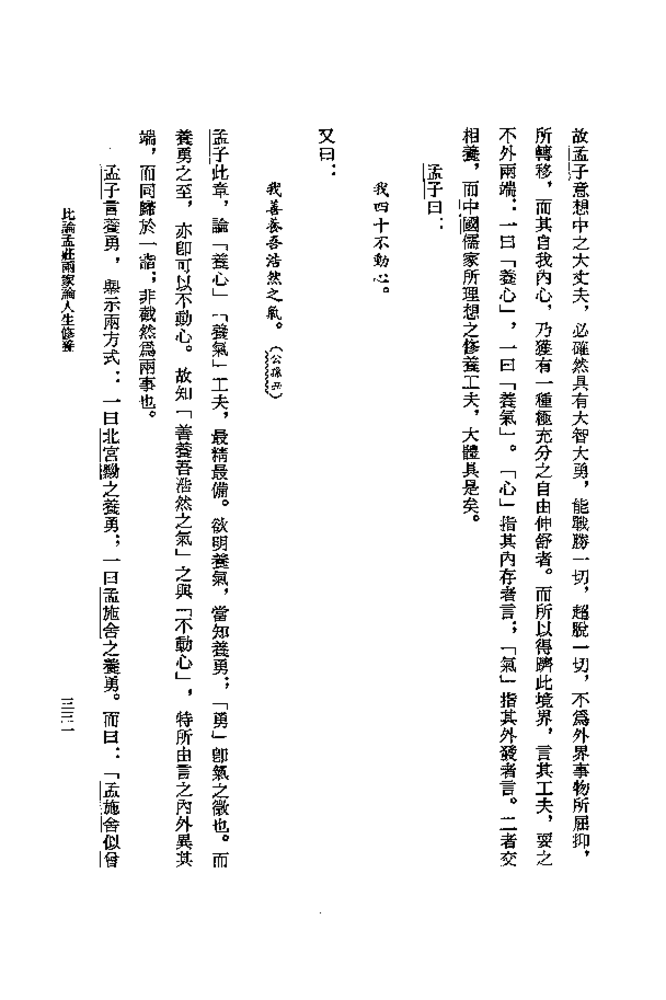 故孟子意想中之大丈夫，必確然具有大智大勇，能戰勝一切，超脫一切，不爲外界事物所屈抑，
所轉移，而其自我內心，乃獲有一種極充分之自由伸舒者。而所以得躋此境界，言其工夫，要之
不外兩端：一曰「養心」，一曰「養氣」。「心」指其內存者言；「氣」指其外發者言。二者交
相養，而中國儒家所理想之修養工夫，大體具是矣。
孟子曰：
我四十不動心。
又曰：
我善養吾浩然之氣。（公孫丑）
孟子此章，論「養心」「養氣」工夫，最精最備。欲明養氣，當知養勇；「勇」卽氣之徵也。而
養勇之至，亦卽可以不動心。故知「善養吾浩然之氣」之與「不動心」，特所由言之內外異其
端，而同歸於一詣；非截然爲兩事也。
孟子言養勇，舉示兩方式：一曰北宮黝之養勇；一曰孟施舍之養勇。而曰：「孟施舍似曾
比論孟莊兩家論人生修養
三三一